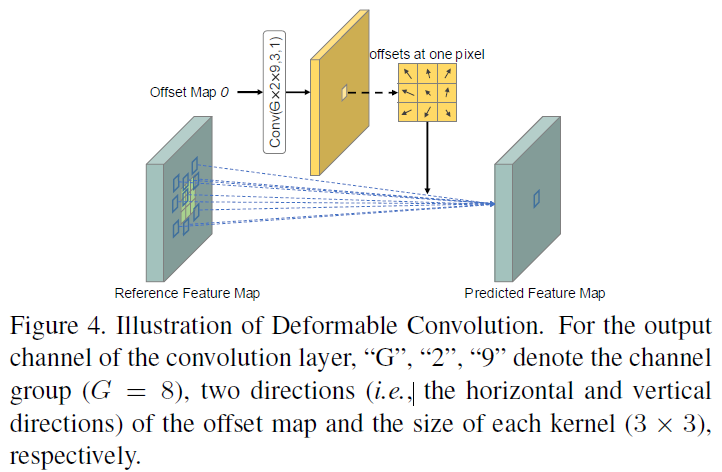 offsets at one pixel
Offset Map O
Conv(G×2×9,3,1)
Reference Feature Map
Predicted Feature Map
Figure 4. Illustration of Deformable Convolution. For the output
channel of the convolution layer, “G”, “2”, “9” denote the channel
group (G = 8), two directions (i.e., the horizontal and vertical
directions) of the offset map and the size of each kernel (3 × 3),
respectively.